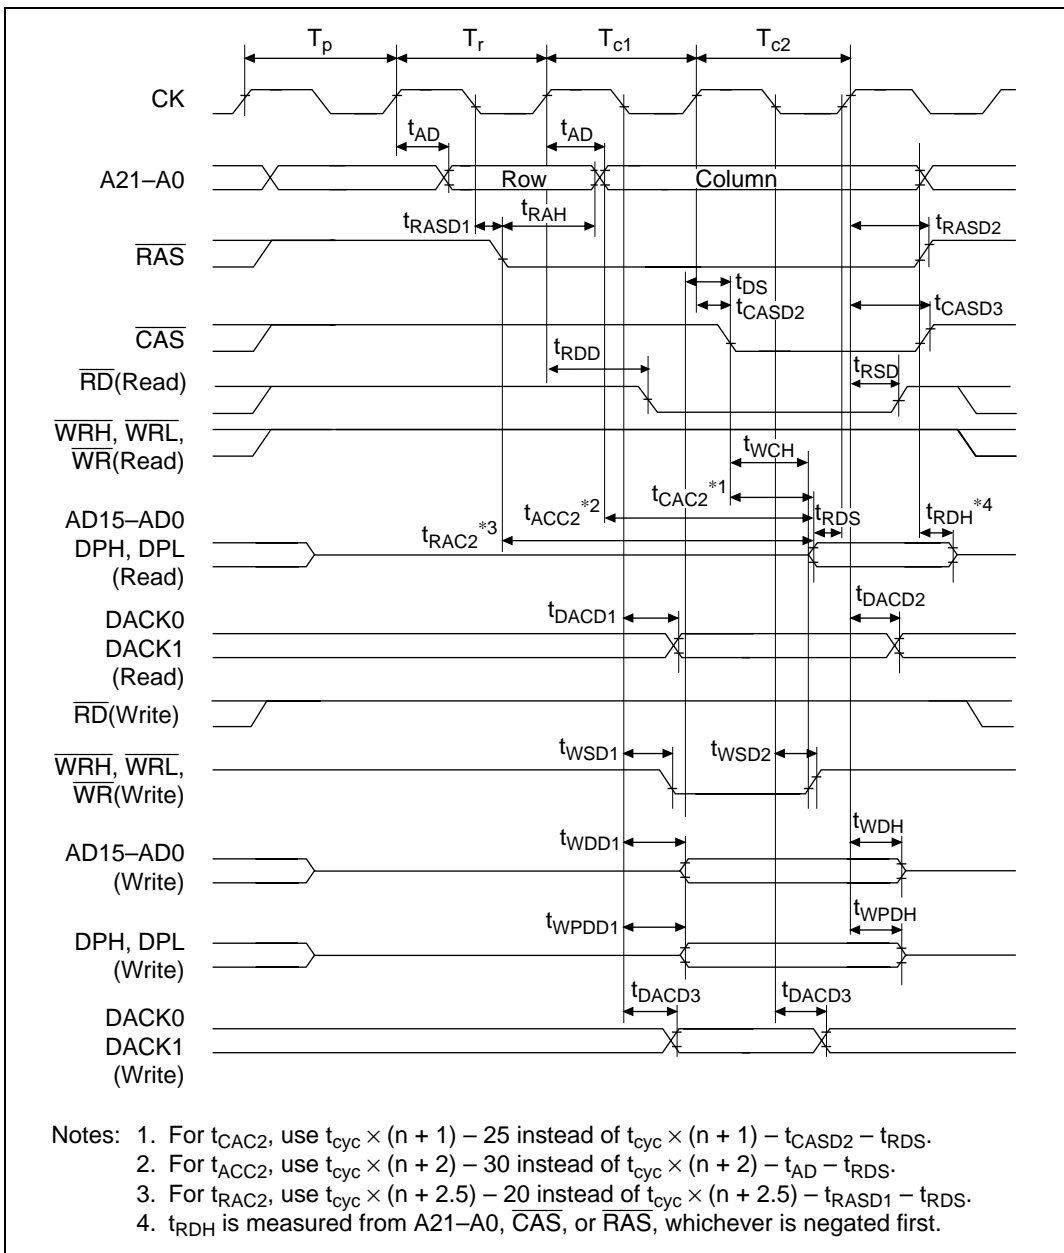 Tp Tr Tc1 Tc2
CK
tAD tAD
A21–A0 Row Column
tRASD1 tRAH tRASD2
RAS
tDS
tCASD2 tCASD3
CAS
tRDD tRSD
RD(Read)
WRH, WRL,
WR(Read)
tWCH
tCAC2*1
AD15–AD0 tACC2*2 tRDS tRDH*4
DPH, DPL tRAC2*3
(Read)
DACK0 tDACD1 tDACD2
DACK1
(Read)
RD(Write)
WRH, WRL, tWSD1 tWSD2
WR(Write)
AD15–AD0 tWDD1 tWDH
(Write)
DPH, DPL tWPDD1 tWPDH
(Write)
DACK0 tDACD3 tDACD3
DACK1
(Write)
Notes: 1. For tCAC2, use tcyc × (n + 1) – 25 instead of tcyc × (n + 1) – tCASD2 – tRDS.
2. For tACC2, use tcyc × (n + 2) – 30 instead of tcyc × (n + 2) – tAD – tRDS.
3. For tRAC2, use tcyc × (n + 2.5) – 20 instead of tcyc × (n + 2.5) – tRASD1 – tRDS.
4. tRDH is measured from A21–A0, CAS, or RAS, whichever is negated first.